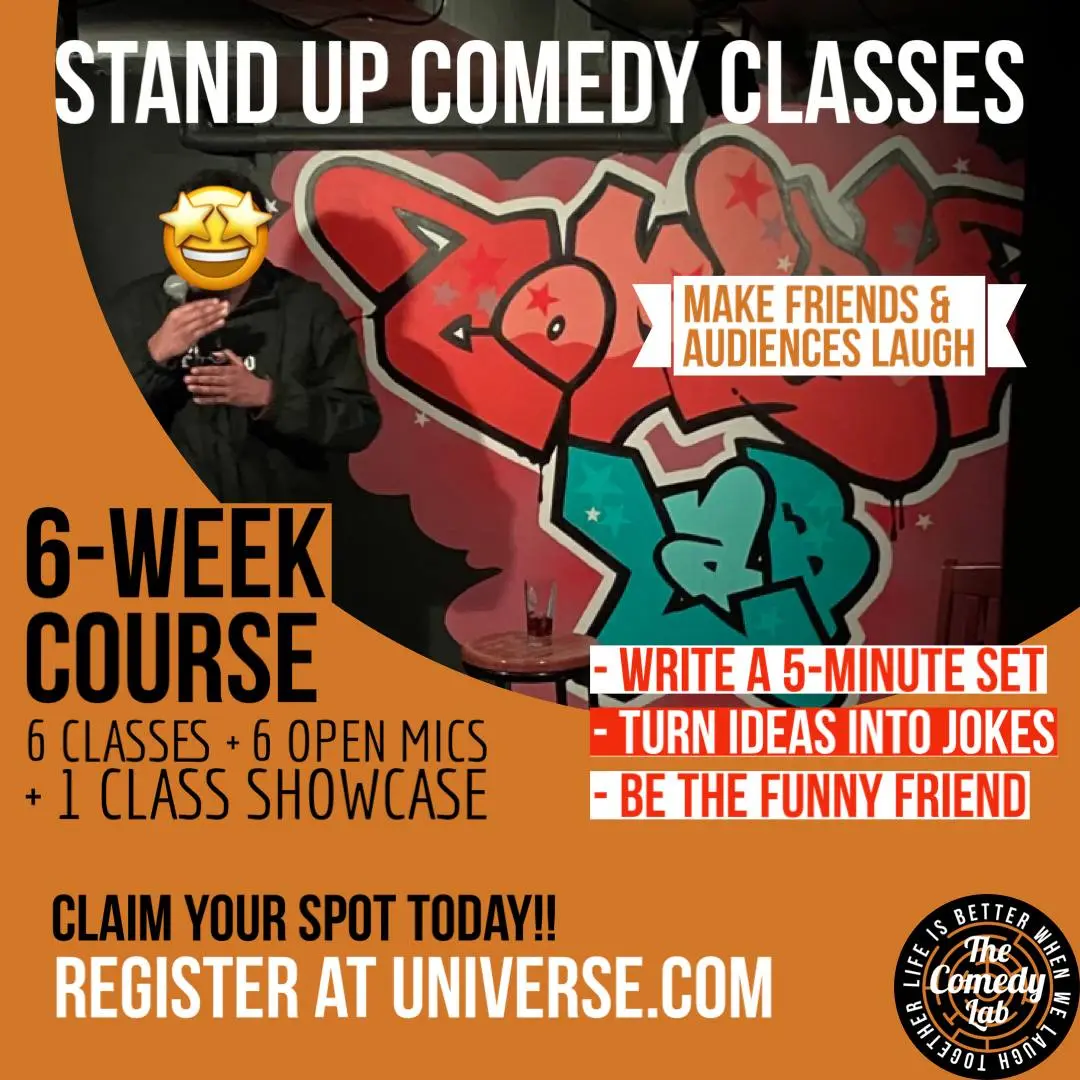 STAND UP COMEDY CLASSES
COMEDY
LAB
MAKE FRIENDS &
AUDIENCES LAUGH
6-WEEK
COURSE
6 CLASSES + 6 OPEN MICS
+ 1 CLASS SHOWCASE
- WRITE A 5-MINUTE SET
- TURN IDEAS INTO JOKES
- BE THE FUNNY FRIEND
CLAIM YOUR SPOT TODAY!!
REGISTER AT UNIVERSE.COM
LIFE IS BETTER WHEN WE LAUGH TOGETHER
The
Comedy
Lab